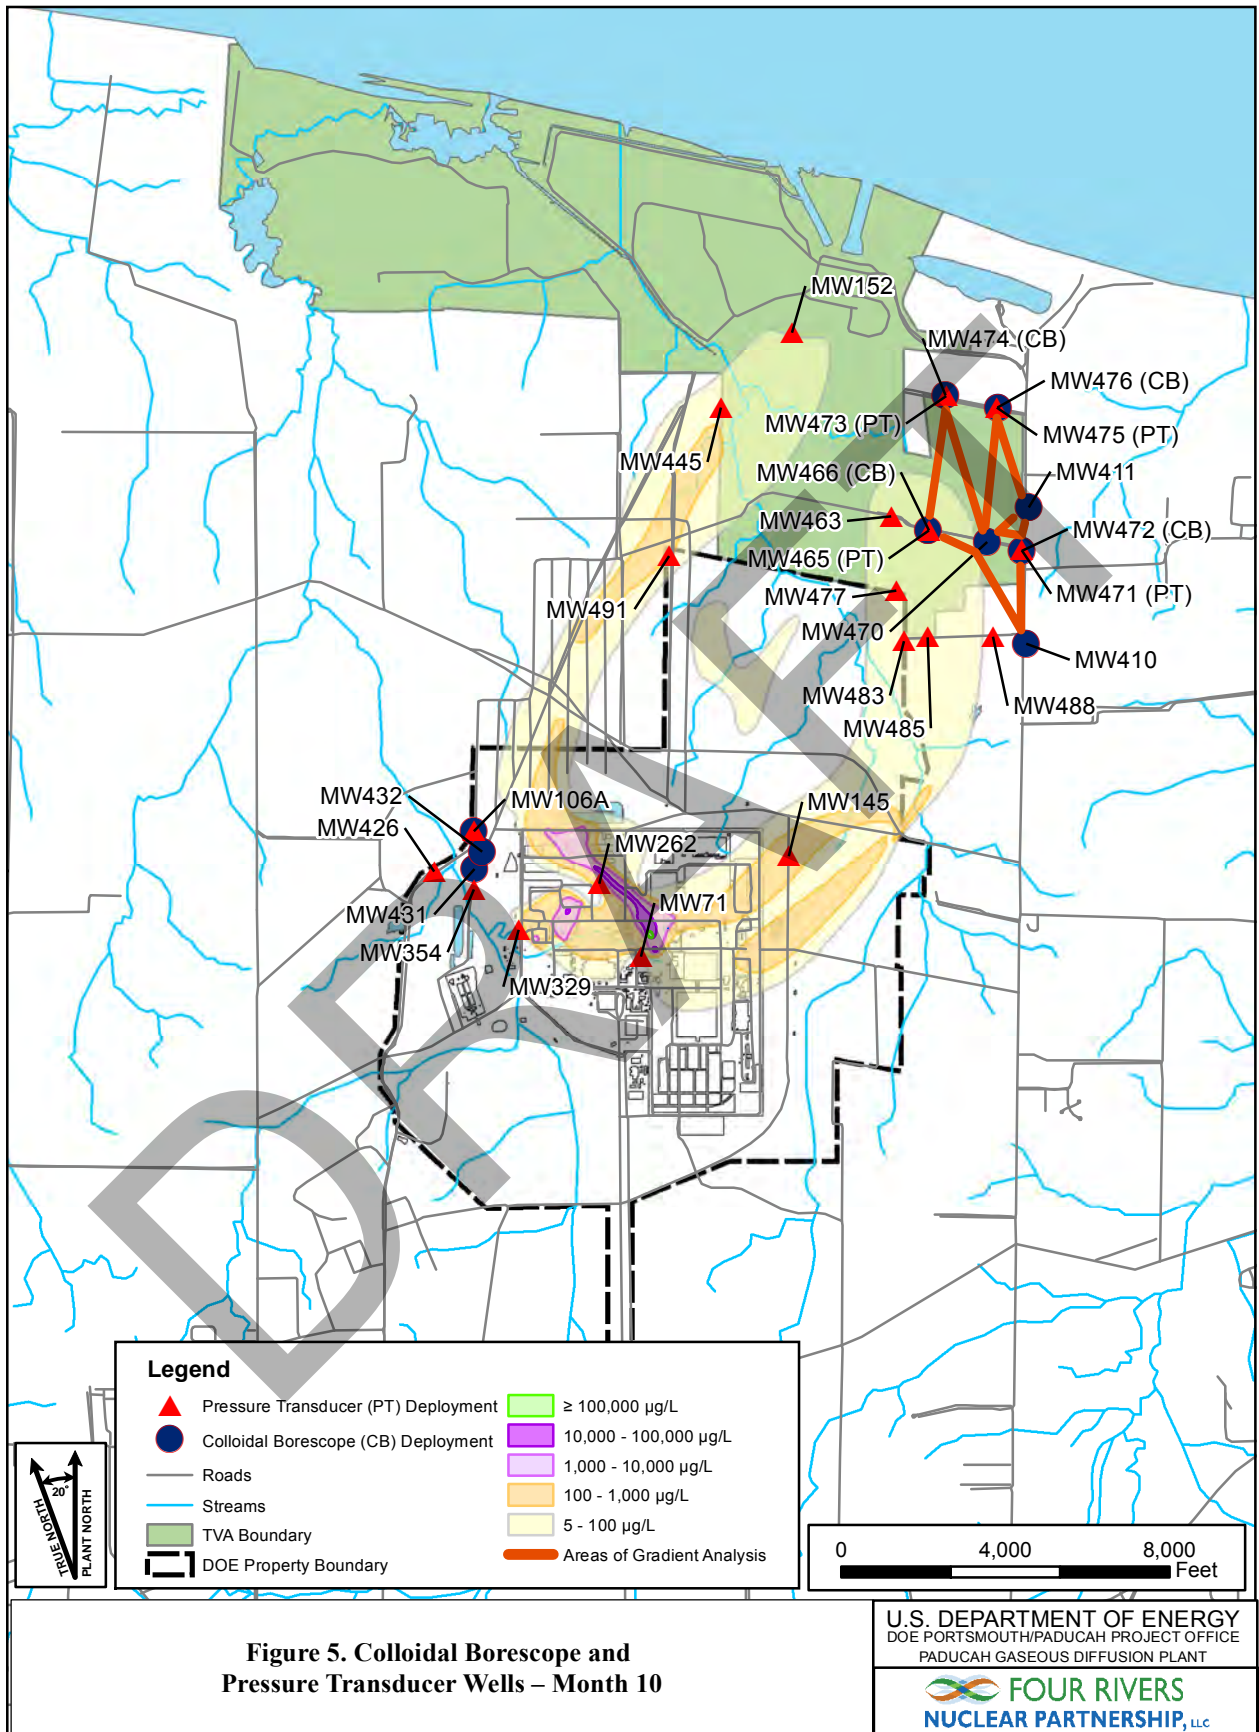 MW152
MW474 (CB)
MW476 (CB)
MW473 (PT)
MW475 (PT)
MW445
MW466 (CB)
MW411
MW463
MW472 (CB)
MW465 (PT)
MW477
MW471 (PT)
MW491
MW470
MW410
MW483
MW488
MW485
MW432
MW106A
MW145
MW426
MW262
MW431
MW71
MW354
MW329
DRAFT
Legend
Pressure Transducer (PT) Deployment
Colloidal Borescope (CB) Deployment
Roads
Streams
TVA Boundary
DOE Property Boundary
≥ 100,000 µg/L
10,000 - 100,000 µg/L
1,000 - 10,000 µg/L
100 - 1,000 µg/L
5 - 100 µg/L
Areas of Gradient Analysis
20°
TRUE NORTH
PLANT NORTH
0 4,000 8,000
Feet
Figure 5. Colloidal Borescope and
Pressure Transducer Wells – Month 10
U.S. DEPARTMENT OF ENERGY
DOE PORTSMOUTH/PADUCAH PROJECT OFFICE
PADUCAH GASEOUS DIFFUSION PLANT
FOUR RIVERS
NUCLEAR PARTNERSHIP, LLC